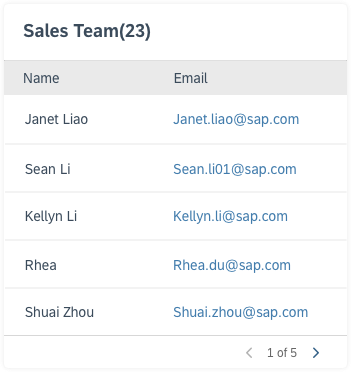 Sales Team(23)
Name Email
Janet Liao Janet.liao@sap.com
Sean Li Sean.li01@sap.com
Kellyn Li Kellyn.li@sap.com
Rhea Rhea.du@sap.com
Shuai Zhou Shuai.zhou@sap.com
1 of 5